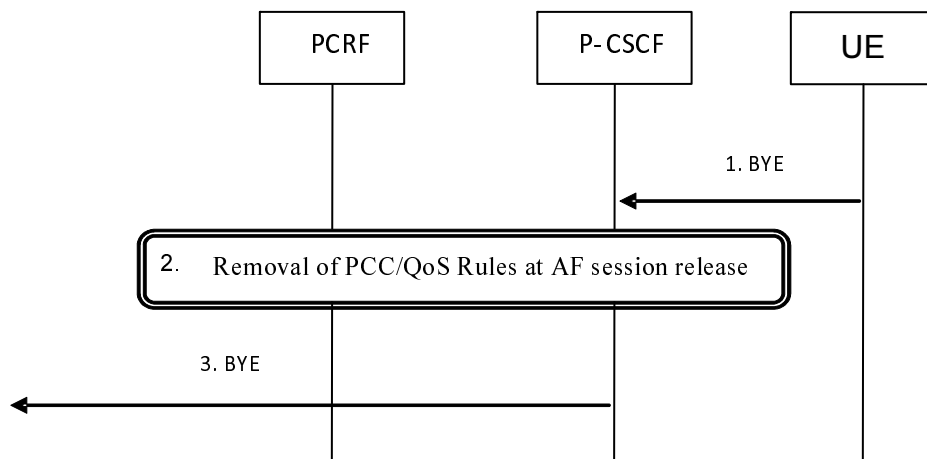 PCRF
P-CSCF
UE
1. BYE
2. Removal of PCC/QoS Rules at AF session release
3. BYE